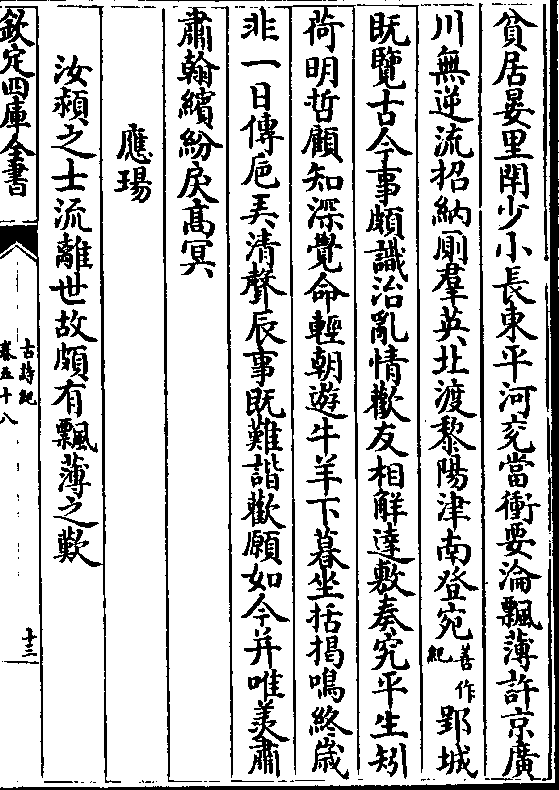 貧居晏里閈少小長東平河兖當衝要淪飄薄許京廣
川無逆流招納厠羣英北渡黎陽津南登宛善作紀郢城
既覽古今事頗識治亂情歡友相解達敷奏究平生矧
荷明哲顧知深覺命輕朝遊牛羊下暮坐括揭鳴終歳
非一日傳巵弄清聲辰事既難諧歡願如今并唯羡肅
肅翰繽紛戾髙冥
應瑒
汝潁之士流離世故頗有飄薄之歎
欽定四庫全書
古詩紀
卷五十八
十三